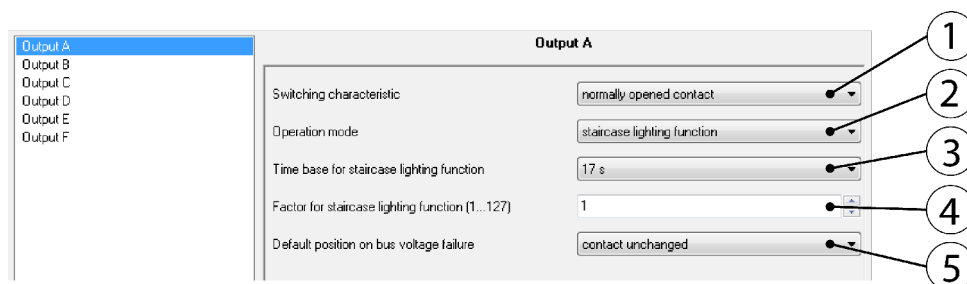 Output A
Output B
Output C
Output D
Output E
Output F
Output A
Switching characteristic
normally opened contact
1
Operation mode
staircase lighting function
2
Time base for staircase lighting function
17 s
3
Factor for staircase lighting function (1...127)
1
4
Default position on bus voltage failure
contact unchanged
5